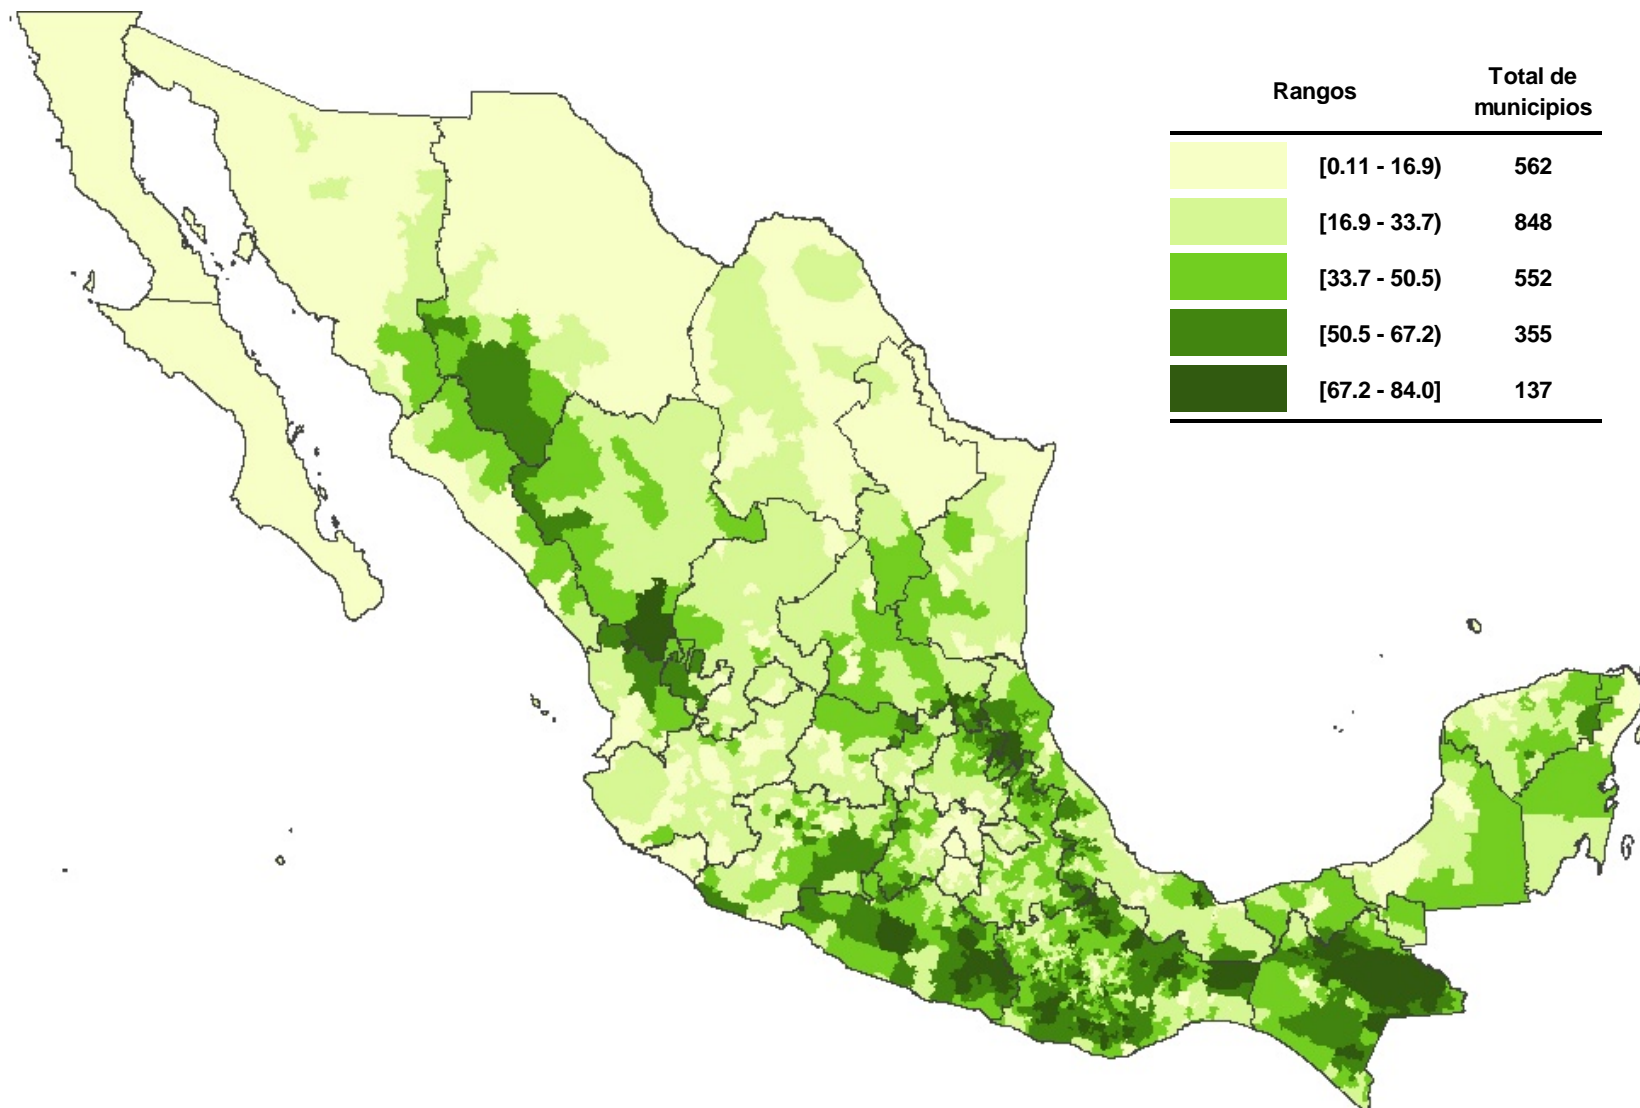 Rangos Total de municipios
[0.11 - 16.9) 562
[16.9 - 33.7) 848
[33.7 - 50.5) 552
[50.5 - 67.2) 355
[67.2 - 84.0] 137